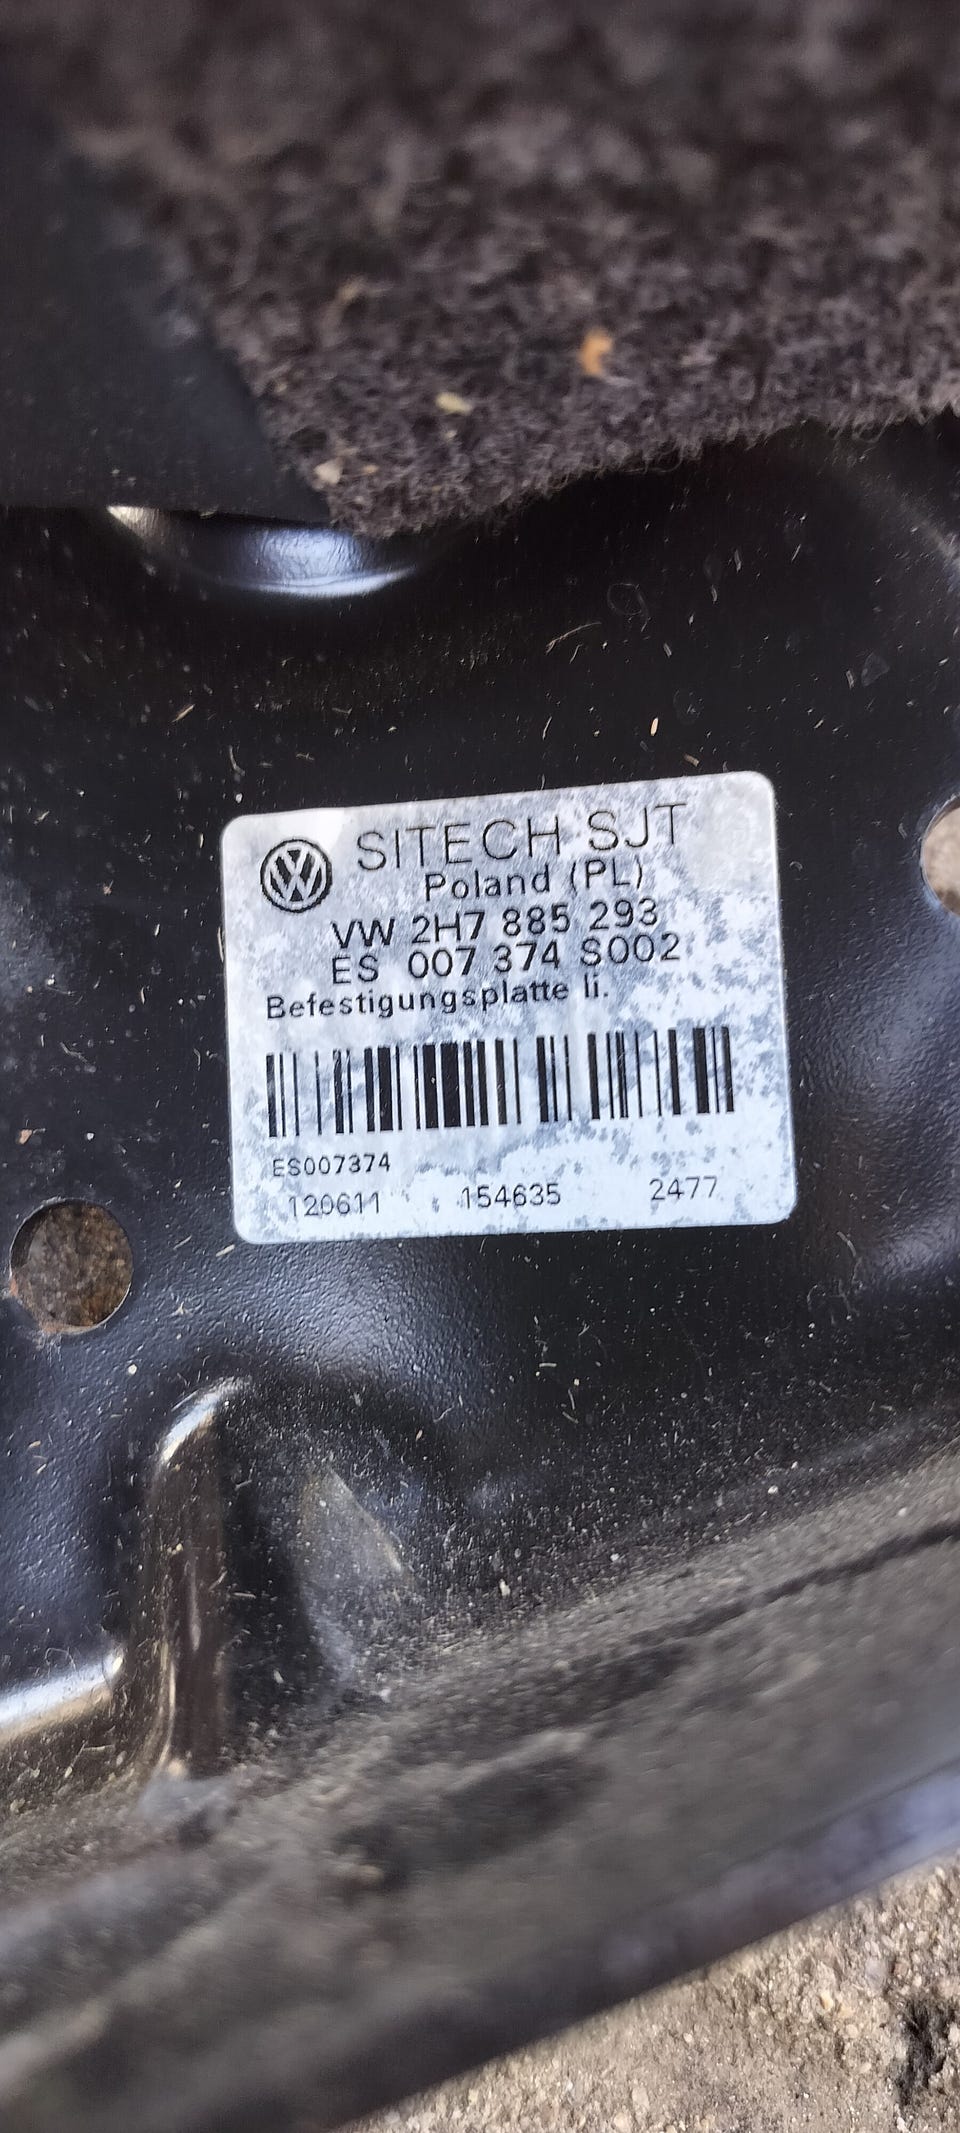 SITECH SJT
Poland (PL)
VW 2H7 885 293
ES 007 374 S002
Befestigungsplatte li.
ES007374
120611 154635 2477